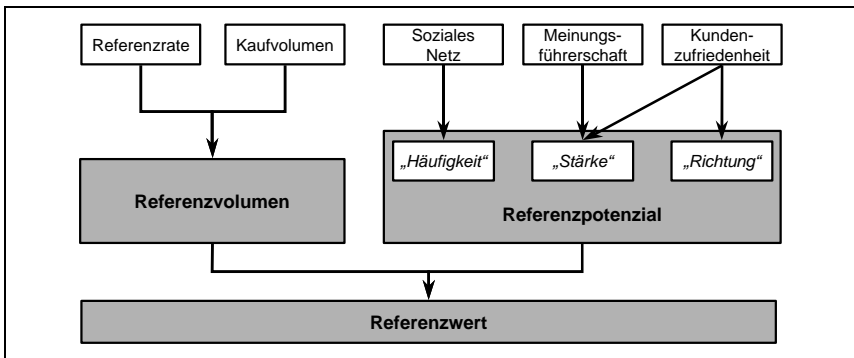 Referenzrate
Kaufvolumen
Soziales
Netz
Meinungs-
führerschaft
Kunden-
zufriedenheit
„Häufigkeit“
„Stärke“
„Richtung“
Referenzvolumen
Referenzpotenzial
Referenzwert